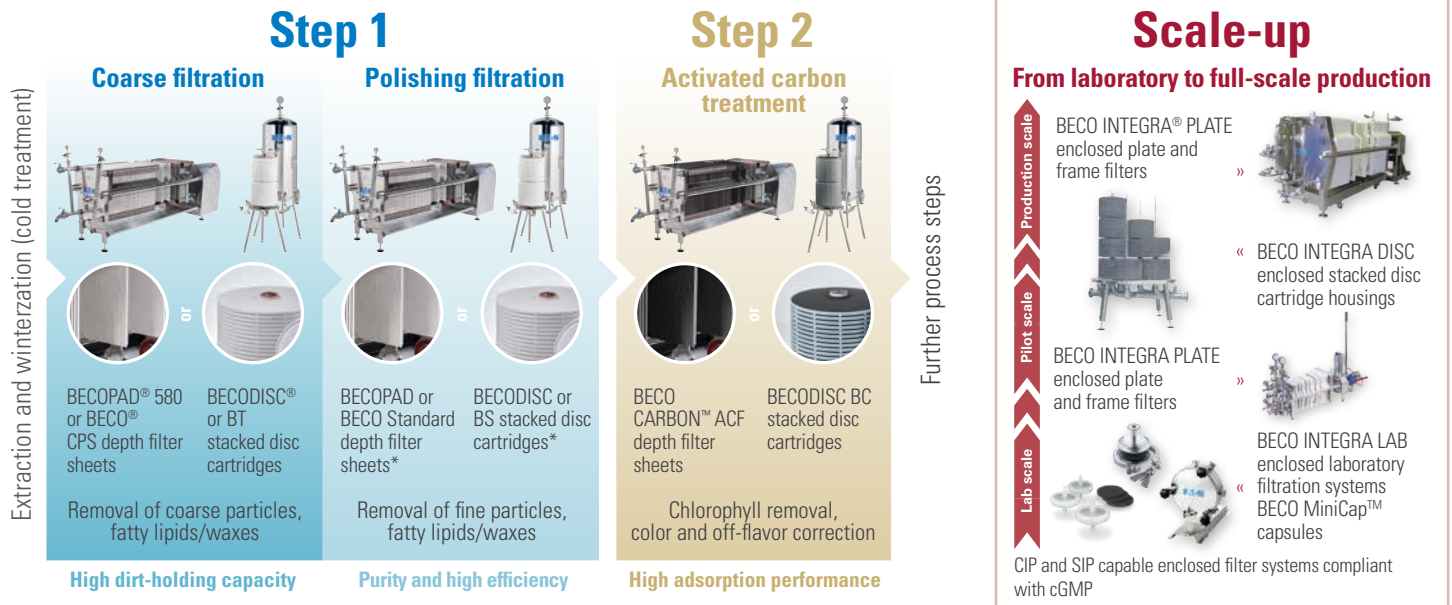 Extraction and winterzation (cold treatment)
Step 1
Coarse filtration
or
BECOPAD® 580
or BECO®
CPS depth filter
sheets
BECODISC®
or BT
stacked disc
cartridges
Removal of coarse particles,
fatty lipids/waxes
High dirt-holding capacity
Polishing filtration
or
BECOPAD or
BECO Standard
depth filter
sheets*
BECODISC or
BS stacked disc
cartridges*
Removal of fine particles,
fatty lipids/waxes
Purity and high efficiency
Step 2
Activated carbon
treatment
or
BECO
CARBON™ ACF
depth filter
sheets
BECODISC BC
stacked disc
cartridges
Chlorophyll removal,
color and off-flavor correction
High adsorption performance
Further process steps
Scale-up
From laboratory to full-scale production
Production scale
BECO INTEGRA® PLATE
enclosed plate and
frame filters
»
« BECO INTEGRA DISC
enclosed stacked disc
cartridge housings
Pilot scale
BECO INTEGRA PLATE
enclosed plate
and frame filters
»
Lab scale
BECO INTEGRA LAB
enclosed laboratory
« filtration systems
BECO MiniCap™
capsules
E·T·N
CIP and SIP capable enclosed filter systems compliant
with cGMP